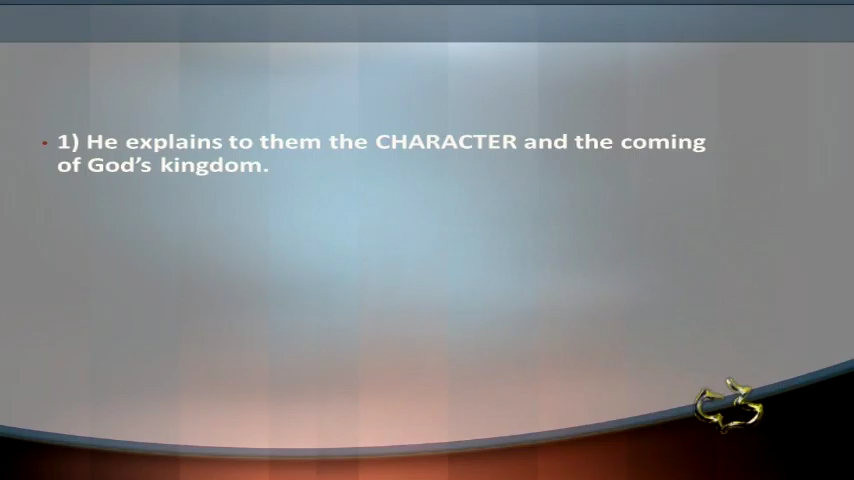 • 1) He explains to them the CHARACTER and the coming
of God’s kingdom.